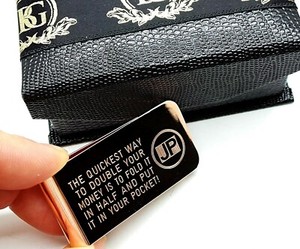 KG
THE QUICKEST WAY
TO DOUBLE YOUR
MONEY IS TO FOLD IT
IN HALF AND PUT
IT IN YOUR POCKET!
JP